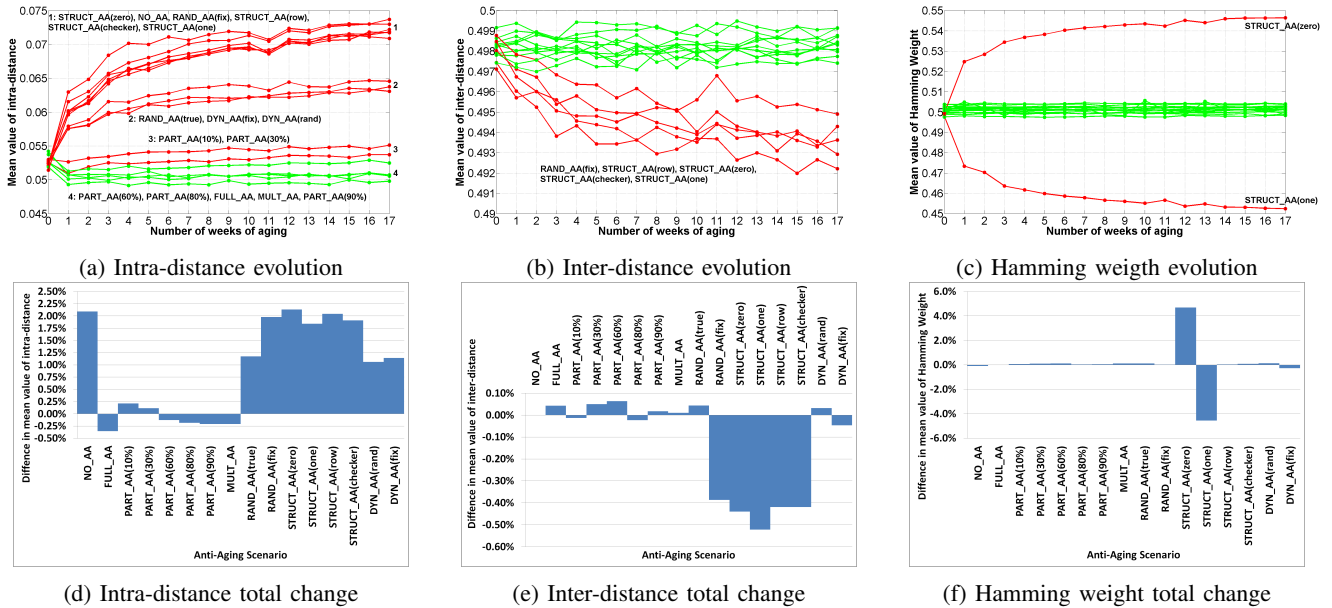 0.075
0.07
0.065
0.06
0.055
0.05
0.045
Mean value of intra-distance
1: STRUCT_AA(zero), NO_AA, RAND_AA(fix), STRUCT_AA(row),
STRUCT_AA(checker), STRUCT_AA(one)
1
2
2: RAND_AA(true), DYN_AA(fix), DYN_AA(rand)
3: PART_AA(10%), PART_AA(30%)
3
4
4: PART_AA(60%), PART_AA(80%), FULL_AA, MULT_AA, PART_AA(90%)
0 1 2 3 4 5 6 7 8 9 10 11 12 13 14 15 16 17
Number of weeks of aging
(a) Intra-distance evolution
0.5
0.499
0.498
0.497
0.496
0.495
0.494
0.493
0.492
0.491
0.49
Mean value of inter-distance
RAND_AA(fix), STRUCT_AA(row), STRUCT_AA(zero),
STRUCT_AA(checker), STRUCT_AA(one)
0 1 2 3 4 5 6 7 8 9 10 11 12 13 14 15 16 17
Number of weeks of aging
(b) Inter-distance evolution
0.55
0.54
0.53
0.52
0.51
0.5
0.49
0.48
0.47
0.46
0.45
Mean value of Hamming Weight
STRUCT_AA(zero)
STRUCT_AA(one)
0 1 2 3 4 5 6 7 8 9 10 11 12 13 14 15 16 17
Number of weeks of aging
(c) Hamming weigth evolution
2.50%
2.25%
2.00%
1.75%
1.50%
1.25%
1.00%
0.75%
0.50%
0.25%
0.00%
-0.25%
-0.50%
Diffence in mean value of intra-distance
NO_AA
FULL_AA
PART_AA(10%)
PART_AA(30%)
PART_AA(60%)
PART_AA(80%)
PART_AA(90%)
MULT_AA
RAND_AA(true)
RAND_AA(fix)
STRUCT_AA(zero)
STRUCT_AA(one)
STRUCT_AA(row)
STRUCT_AA(checker)
DYN_AA(rand)
DYN_AA(fix)
Anti-Aging Scenario
(d) Intra-distance total change
NO_AA
FULL_AA
PART_AA(10%)
PART_AA(30%)
PART_AA(60%)
PART_AA(80%)
PART_AA(90%)
MULT_AA
RAND_AA(true)
RAND_AA(fix)
STRUCT_AA(zero)
STRUCT_AA(one)
STRUCT_AA(row)
STRUCT_AA(checker)
DYN_AA(rand)
DYN_AA(fix)
0.10%
0.00%
-0.10%
-0.20%
-0.30%
-0.40%
-0.50%
-0.60%
Diffence in mean value of inter-distance
Anti-Aging Scenario
(e) Inter-distance total change
6.0%
4.0%
2.0%
0.0%
-2.0%
-4.0%
-6.0%
Diffence in mean value of Hamming Weight
NO_AA
FULL_AA
PART_AA(10%)
PART_AA(30%)
PART_AA(60%)
PART_AA(80%)
PART_AA(90%)
MULT_AA
RAND_AA(true)
RAND_AA(fix)
STRUCT_AA(zero)
STRUCT_AA(one)
STRUCT_AA(row)
STRUCT_AA(checker)
DYN_AA(rand)
DYN_AA(fix)
Anti-Aging Scenario
(f) Hamming weight total change